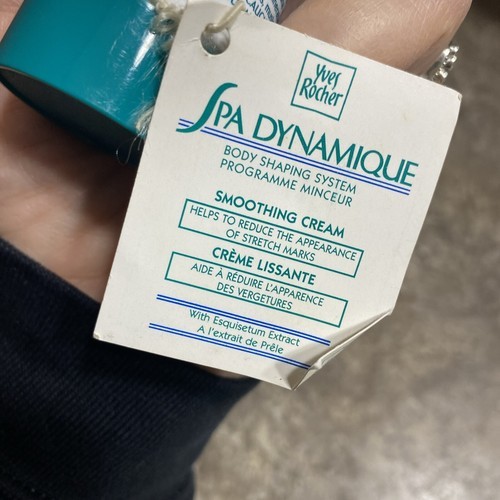 Yves
Rocher
SPA DYNAMIQUE
BODY SHAPING SYSTEM
PROGRAMME MINCEUR
SMOOTHING CREAM
HELPS TO REDUCE THE APPEARANCE
OF STRETCH MARKS
CRÈME LISSANTE
AIDE À RÉDUIRE L'APPARENCE
DES VERGETURES
With Esquisetum Extract
A l'extrait de Prêle